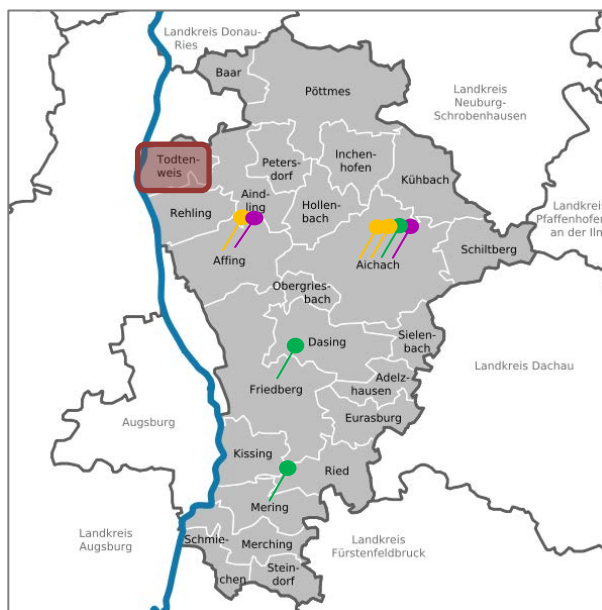 Landkreis Donau-
Ries
Baar
Pöttmes
Landkreis
Neuburg-
Schrobenhausen
Todten-
weis
Peters-
dorf
Inchen-
hofen
Kühbach
Aind-
ling
Rehling
Hollen-
bach
Landkreis
Pfaffenhofen
an der Ilm
Schiltberg
Affing
Aichach
Obergries-
bach
Dasing
Sielen-
bach
Landkreis Dachau
Adelz-
hausen
Friedberg
Eurasburg
Augsburg
Kissing
Ried
Mering
Landkreis
Augsburg
Schmie-
chen
Merching
Landkreis
Fürstenfeldbruck
Stein-
dorf